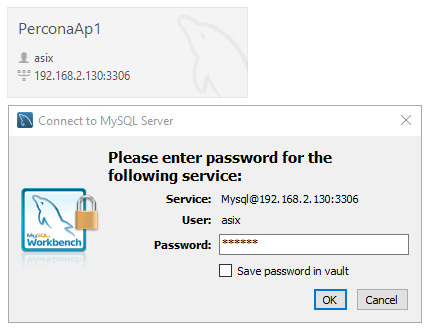 PerconaAp1
asix
192.168.2.130:3306
Connect to MySQL Server
Please enter password for the
following service:
Service: Mysql@192.168.2.130:3306
User: asix
Password: ******
Save password in vault
MySQL
Workbench
OK Cancel